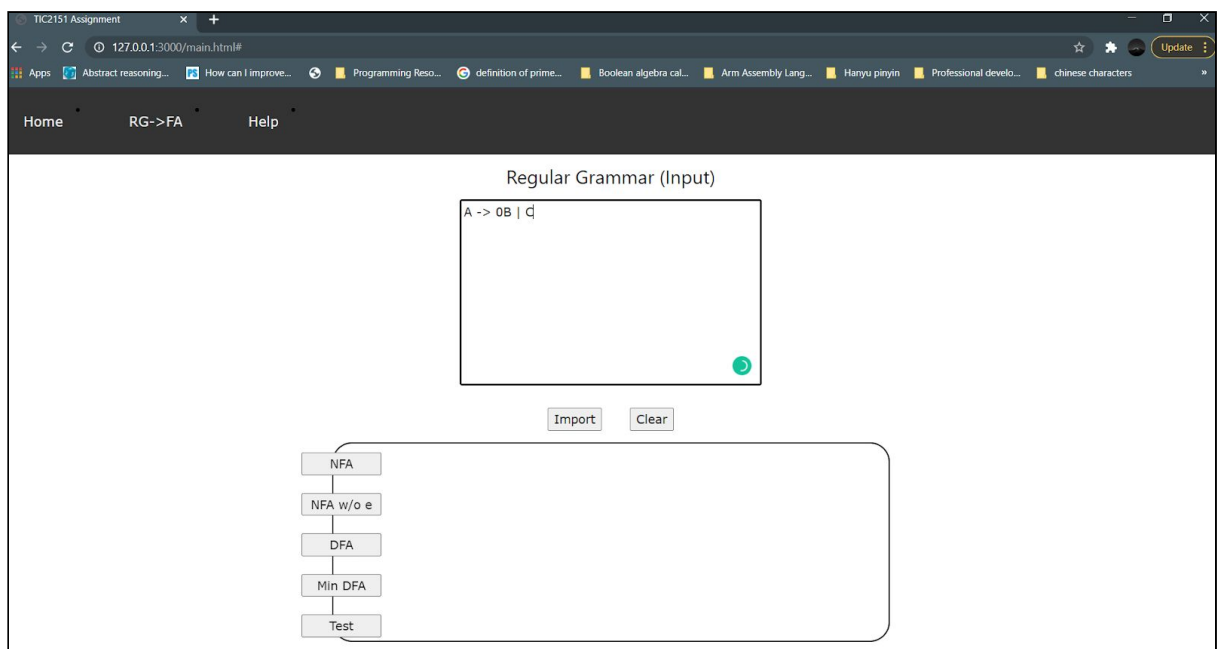 TIC2151 Assignment
127.0.0.1:3000/main.html#
Update
Apps Abstract reasoning... PS How can I improve... Programming Reso... G definition of prime... Boolean algebra cal... Arm Assembly Lang... Hanyu pinyin Professional develo... chinese characters »
Home RG->FA Help
Regular Grammar (Input)
A -> 0B | C
Import Clear
NFA
NFA w/o e
DFA
Min DFA
Test